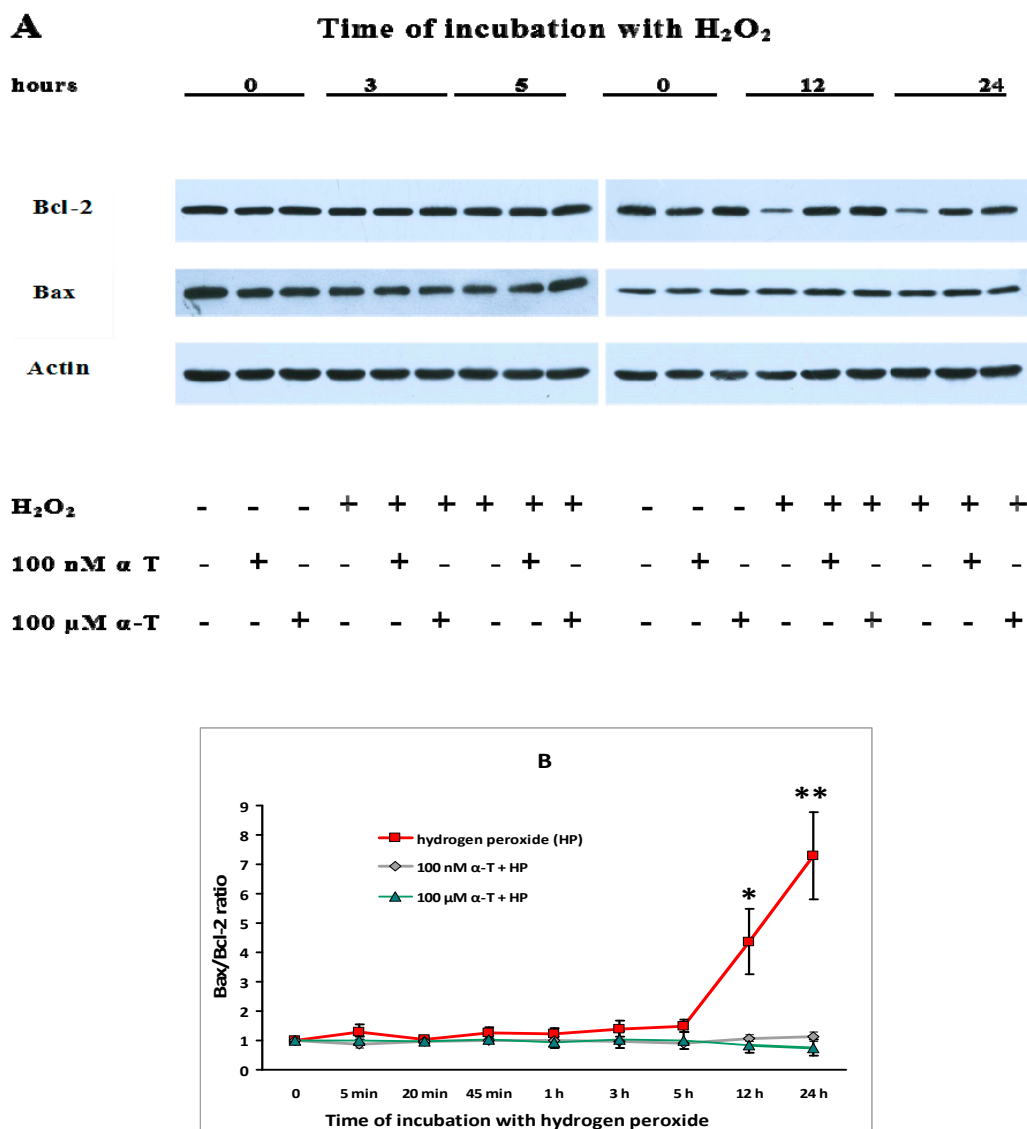 A Time of incubation with H₂O₂
hours 0 3 5 0 12 24
Bcl-2
Bax
Actin
H₂O₂ - - - + + + + + + - - - + + + + + +
100 nM α T - + - - + - - + - - + - - + - - + -
100 μM α-T - - + - - + - - + - - + - - + - - +
B
9
8
7
6
5
4
3
2
1
0
Bax/Bcl-2 ratio
hydrogen peroxide (HP)
100 nM α-T + HP
100 μM α-T + HP
*
**
0 5 min 20 min 45 min 1 h 3 h 5 h 12 h 24 h
Time of incubation with hydrogen peroxide